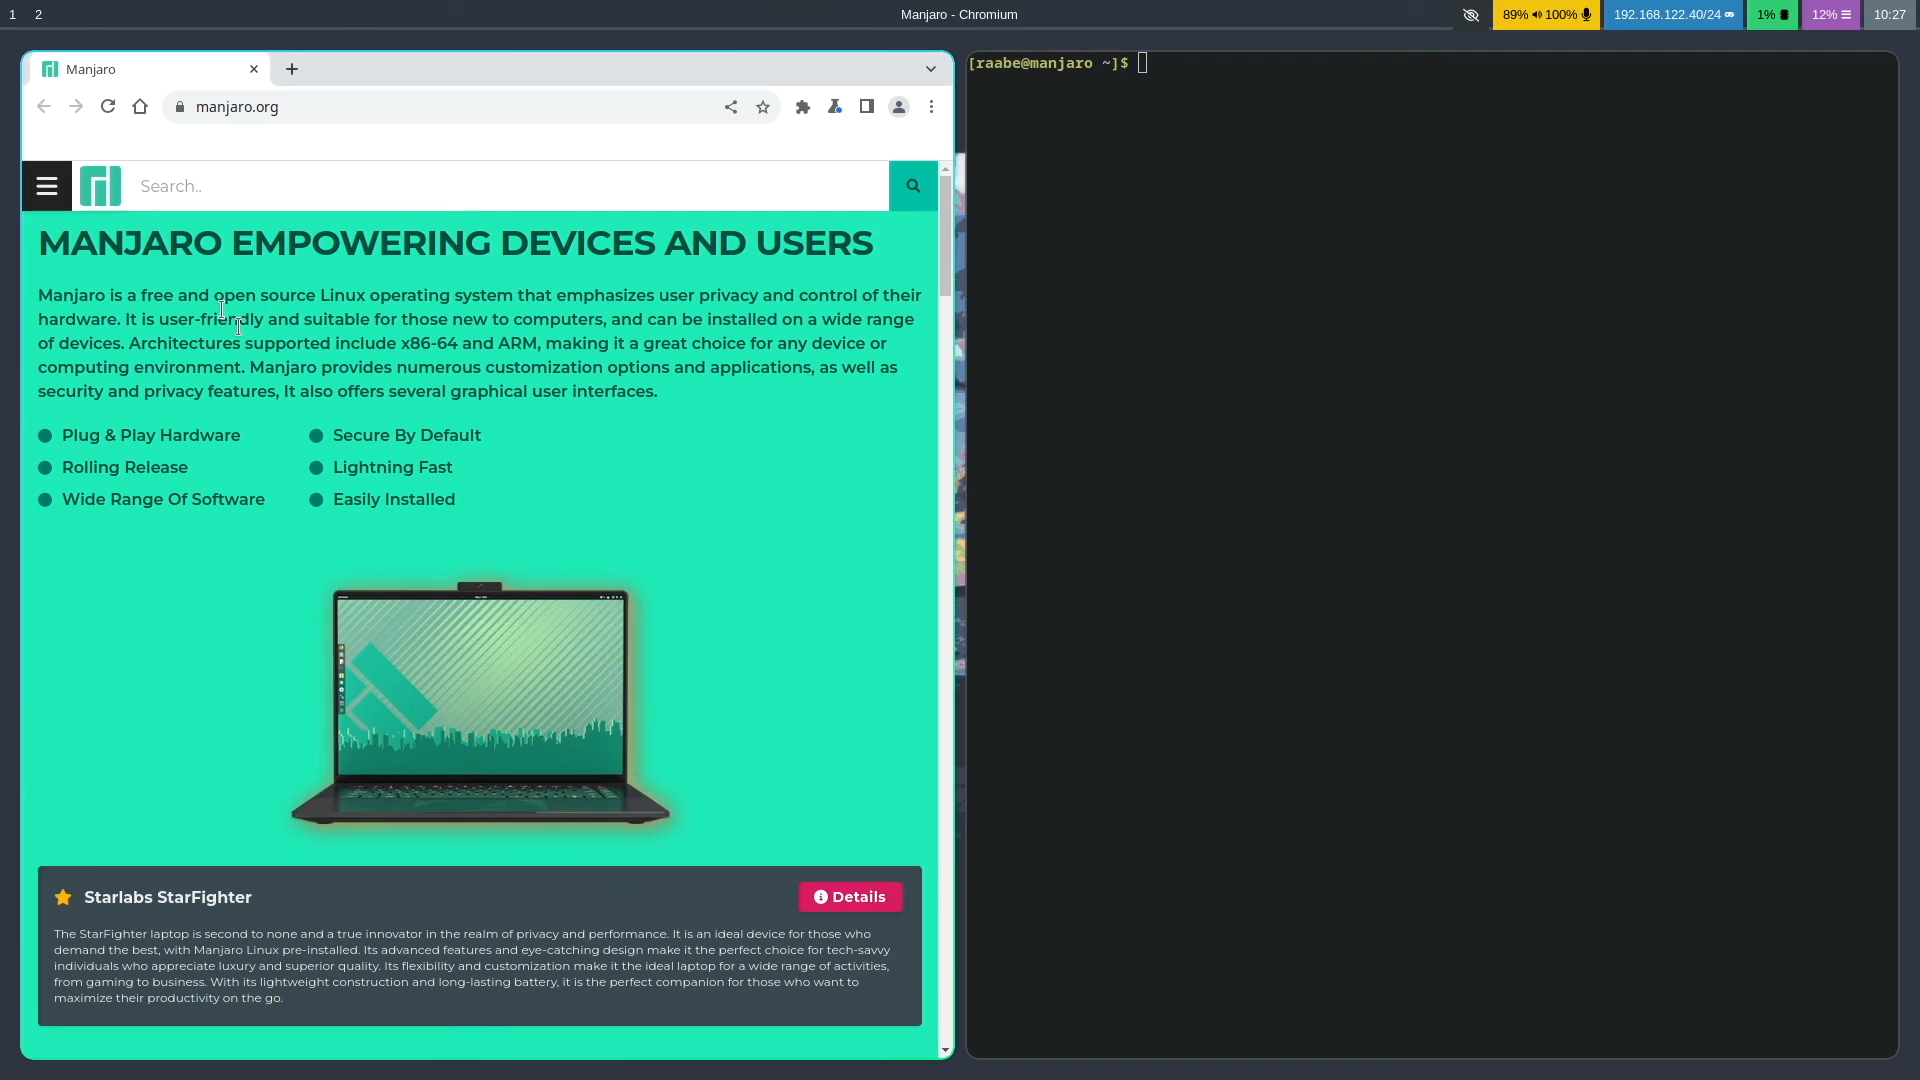 1 2 Manjaro - Chromium 89% 100% 192.168.122.40/24 1% 12% 10:27
Manjaro
manjaro.org
Search..
MANJARO EMPOWERING DEVICES AND USERS
Manjaro is a free and open source Linux operating system that emphasizes user privacy and control of their
hardware. It is user-friendly and suitable for those new to computers, and can be installed on a wide range
of devices. Architectures supported include x86-64 and ARM, making it a great choice for any device or
computing environment. Manjaro provides numerous customization options and applications, as well as
security and privacy features, It also offers several graphical user interfaces.
Plug & Play Hardware
Rolling Release
Wide Range Of Software
Secure By Default
Lightning Fast
Easily Installed
Starlabs StarFighter
Details
The StarFighter laptop is second to none and a true innovator in the realm of privacy and performance. It is an ideal device for those who
demand the best, with Manjaro Linux pre-installed. Its advanced features and eye-catching design make it the perfect choice for tech-savvy
individuals who appreciate luxury and superior quality. Its flexibility and customization make it the ideal laptop for a wide range of activities,
from gaming to business. With its lightweight construction and long-lasting battery, it is the perfect companion for those who want to
maximize their productivity on the go.
[raabe@manjaro ~]$